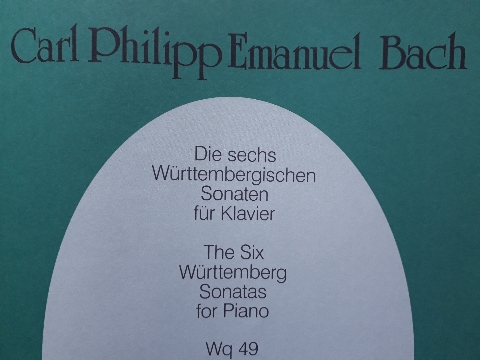 Carl Philipp Emanuel Bach
Die sechs
Württembergischen
Sonaten
für Klavier
The Six
Württemberg
Sonatas
for Piano
Wq 49